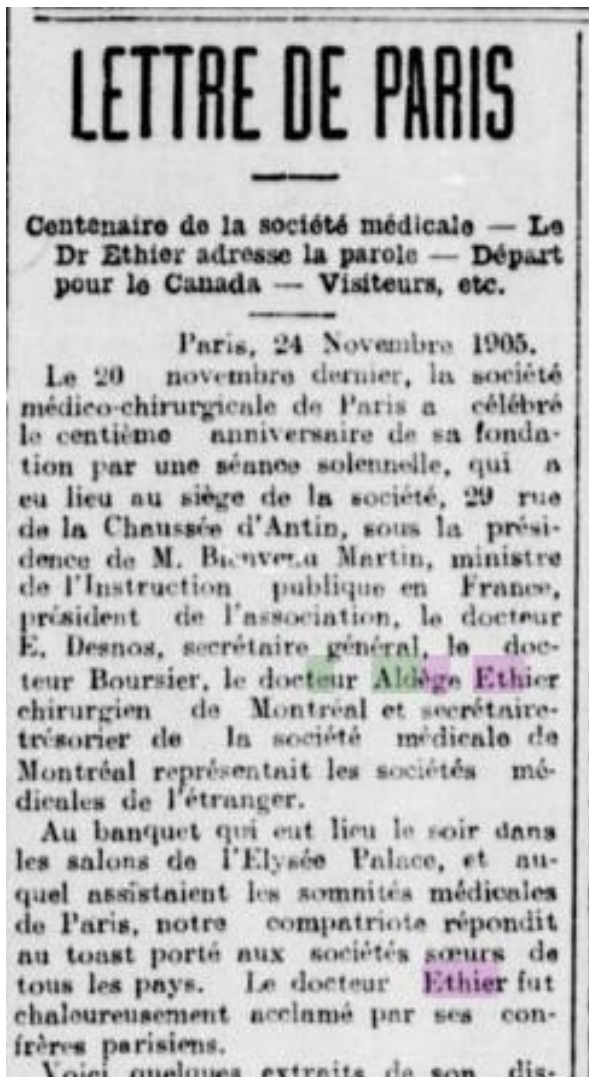 LETTRE DE PARIS
Centenaire de la société médicale — Le
Dr Ethier adresse la parole — Départ
pour le Canada — Visiteurs, etc.
Paris, 24 Novembre 1905.
Le 20 novembre dernier, la société
médico-chirurgicale de Paris a célébré
le centième anniversaire de sa fonda-
tion par une séance solennelle, qui a
eu lieu au siège de la société, 29 rue
de la Chaussée d'Antin, sous la prési-
dence de M. Bienvenu Martin, ministre
de l'Instruction publique en France,
président de l'association, le docteur
E. Desnos, secrétaire général, le doc-
teur Boursier, le docteur Aldège Ethier
chirurgien de Montréal et secrétaire-
trésorier de la société médicale de
Montréal représentait les sociétés mé-
dicales de l'étranger.
Au banquet qui eut lieu le soir dans
les salons de l'Elysée Palace, et au-
quel assistaient les somnités médicales
de Paris, notre compatriote répondit
au toast porté aux sociétés sœurs de
tous les pays. Le docteur Ethier fut
chaleureusement acclamé par ses con-
frères parisiens.
Voici quelques extraits de son dis-